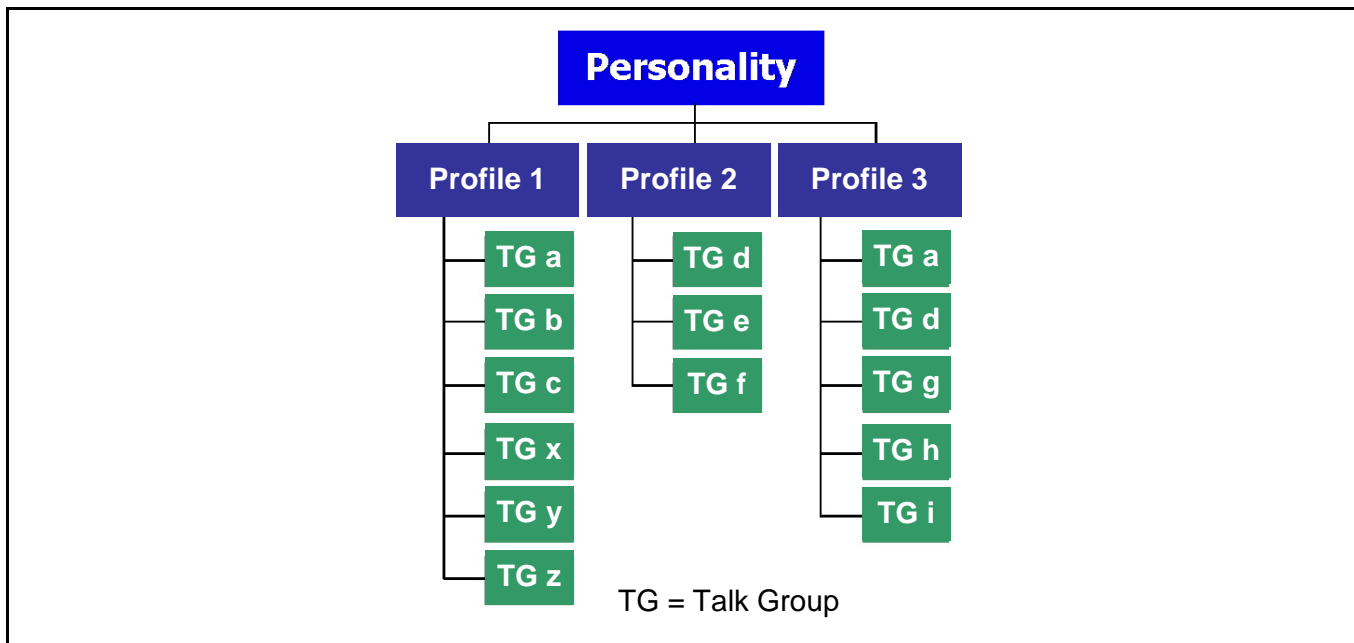 Personality
Profile 1
Profile 2
Profile 3
TG a
TG b
TG c
TG x
TG y
TG z
TG d
TG e
TG f
TG a
TG d
TG g
TG h
TG i
TG = Talk Group